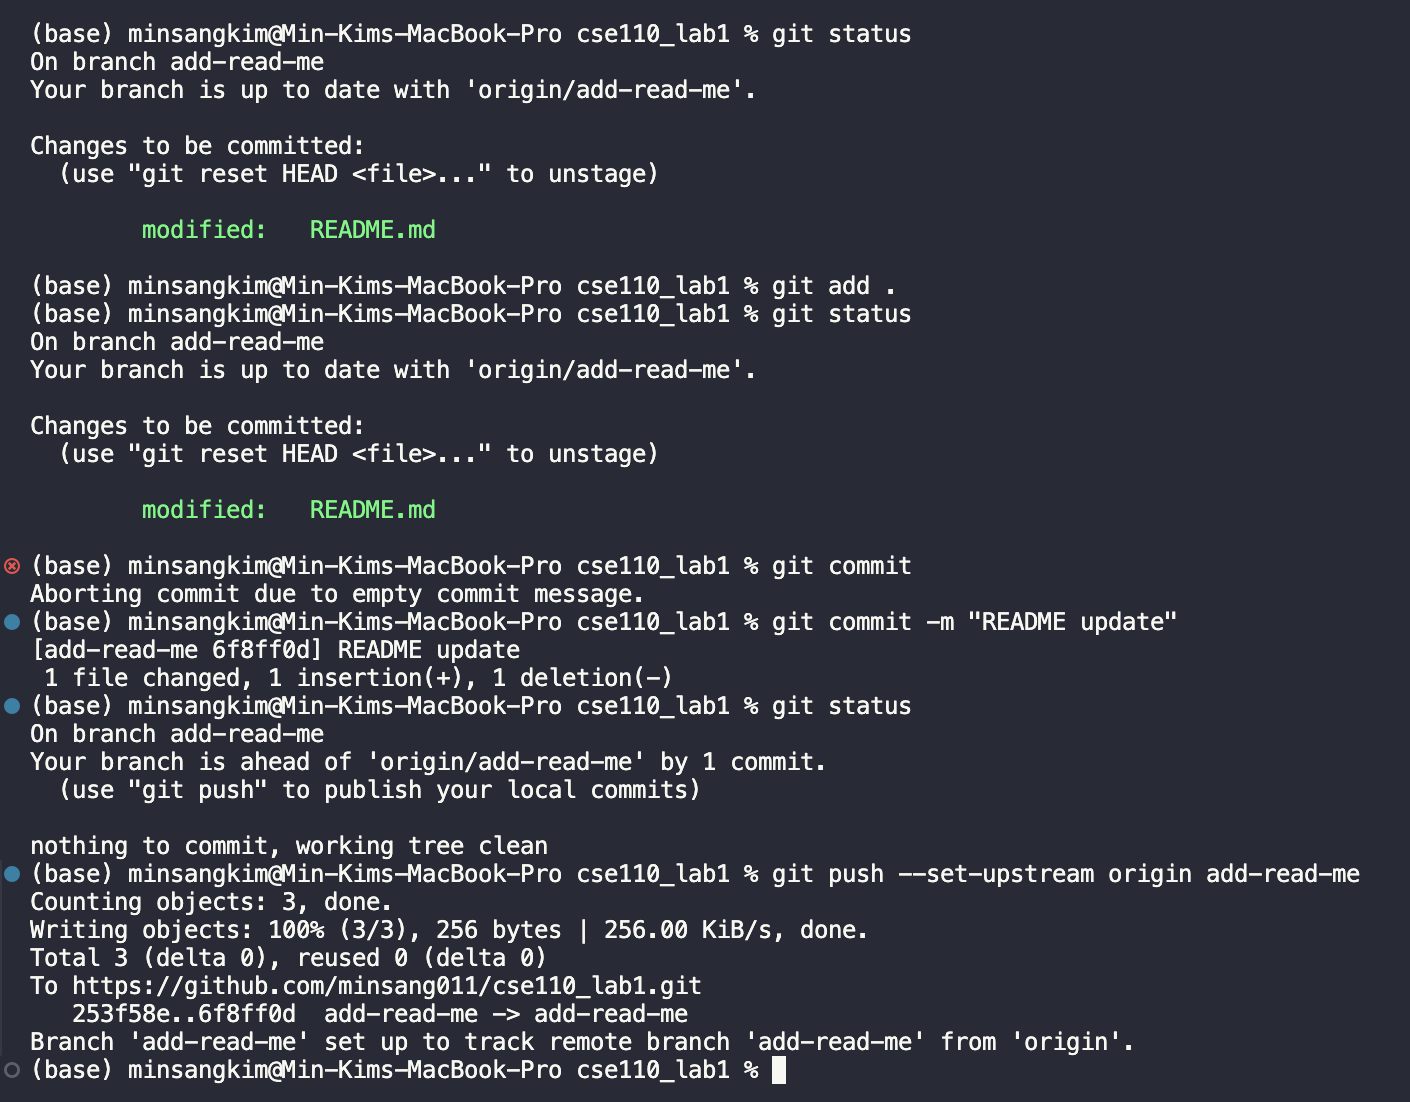 (base) minsangkim@Min-Kims-MacBook-Pro cse110_lab1 % git status
On branch add-read-me
Your branch is up to date with 'origin/add-read-me'.

Changes to be committed:
  (use "git reset HEAD <file>..." to unstage)

        modified:   README.md

(base) minsangkim@Min-Kims-MacBook-Pro cse110_lab1 % git add .
(base) minsangkim@Min-Kims-MacBook-Pro cse110_lab1 % git status
On branch add-read-me
Your branch is up to date with 'origin/add-read-me'.

Changes to be committed:
  (use "git reset HEAD <file>..." to unstage)

        modified:   README.md

(base) minsangkim@Min-Kims-MacBook-Pro cse110_lab1 % git commit
Aborting commit due to empty commit message.
(base) minsangkim@Min-Kims-MacBook-Pro cse110_lab1 % git commit -m "README update"
[add-read-me 6f8ff0d] README update
 1 file changed, 1 insertion(+), 1 deletion(-)
(base) minsangkim@Min-Kims-MacBook-Pro cse110_lab1 % git status
On branch add-read-me
Your branch is ahead of 'origin/add-read-me' by 1 commit.
  (use "git push" to publish your local commits)

nothing to commit, working tree clean
(base) minsangkim@Min-Kims-MacBook-Pro cse110_lab1 % git push --set-upstream origin add-read-me
Counting objects: 3, done.
Writing objects: 100% (3/3), 256 bytes | 256.00 KiB/s, done.
Total 3 (delta 0), reused 0 (delta 0)
To https://github.com/minsang011/cse110_lab1.git
   253f58e..6f8ff0d  add-read-me -> add-read-me
Branch 'add-read-me' set up to track remote branch 'add-read-me' from 'origin'.
(base) minsangkim@Min-Kims-MacBook-Pro cse110_lab1 %